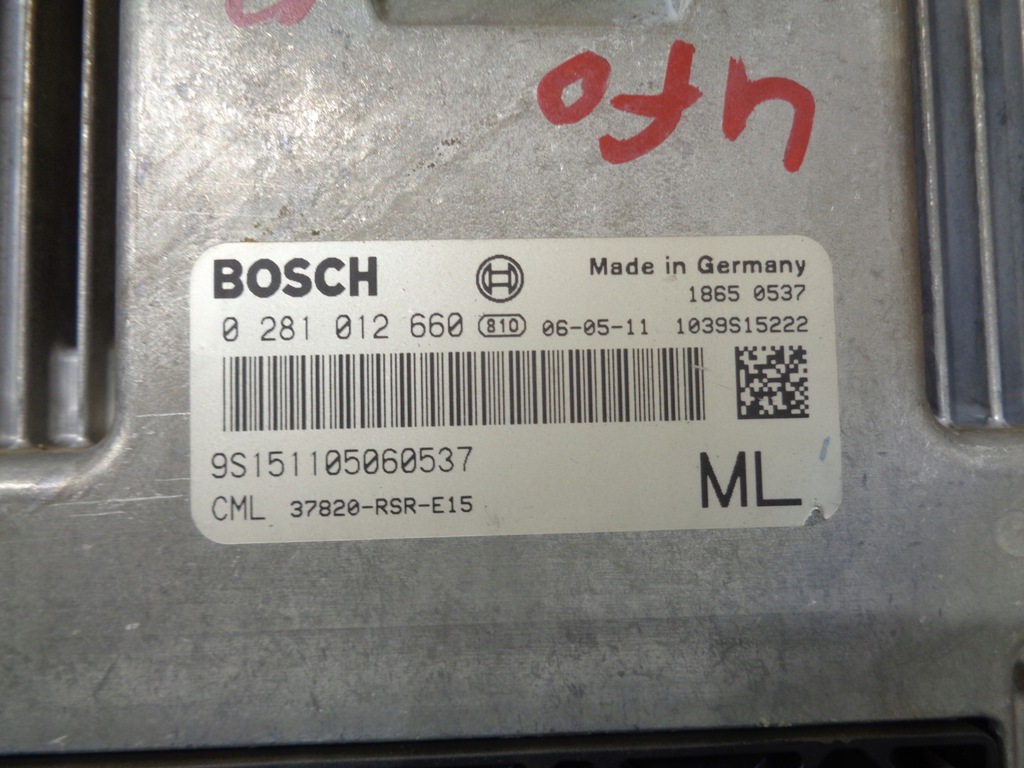 BOSCH Made in Germany
1865 0537
0 281 012 660 810 06-05-11 1039S15222
9S151105060537
CML 37820-RSR-E15 ML